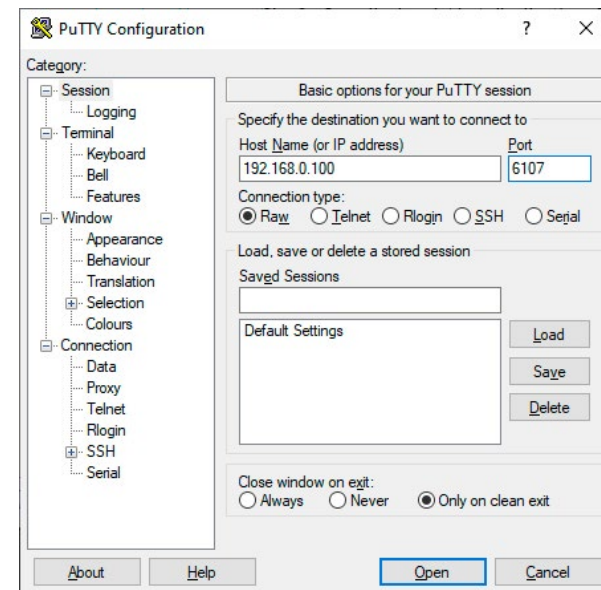 PuTTY Configuration ? ×
Category:
Session
Logging
Terminal
Keyboard
Bell
Features
Window
Appearance
Behaviour
Translation
Selection
Colours
Connection
Data
Proxy
Telnet
Rlogin
SSH
Serial
Basic options for your PuTTY session
Specify the destination you want to connect to
Host Name (or IP address) Port
192.168.0.100 6107
Connection type:
Raw Telnet Rlogin SSH Serial
Load, save or delete a stored session
Saved Sessions
Default Settings
Load
Save
Delete
Close window on exit:
Always Never Only on clean exit
About Help Open Cancel